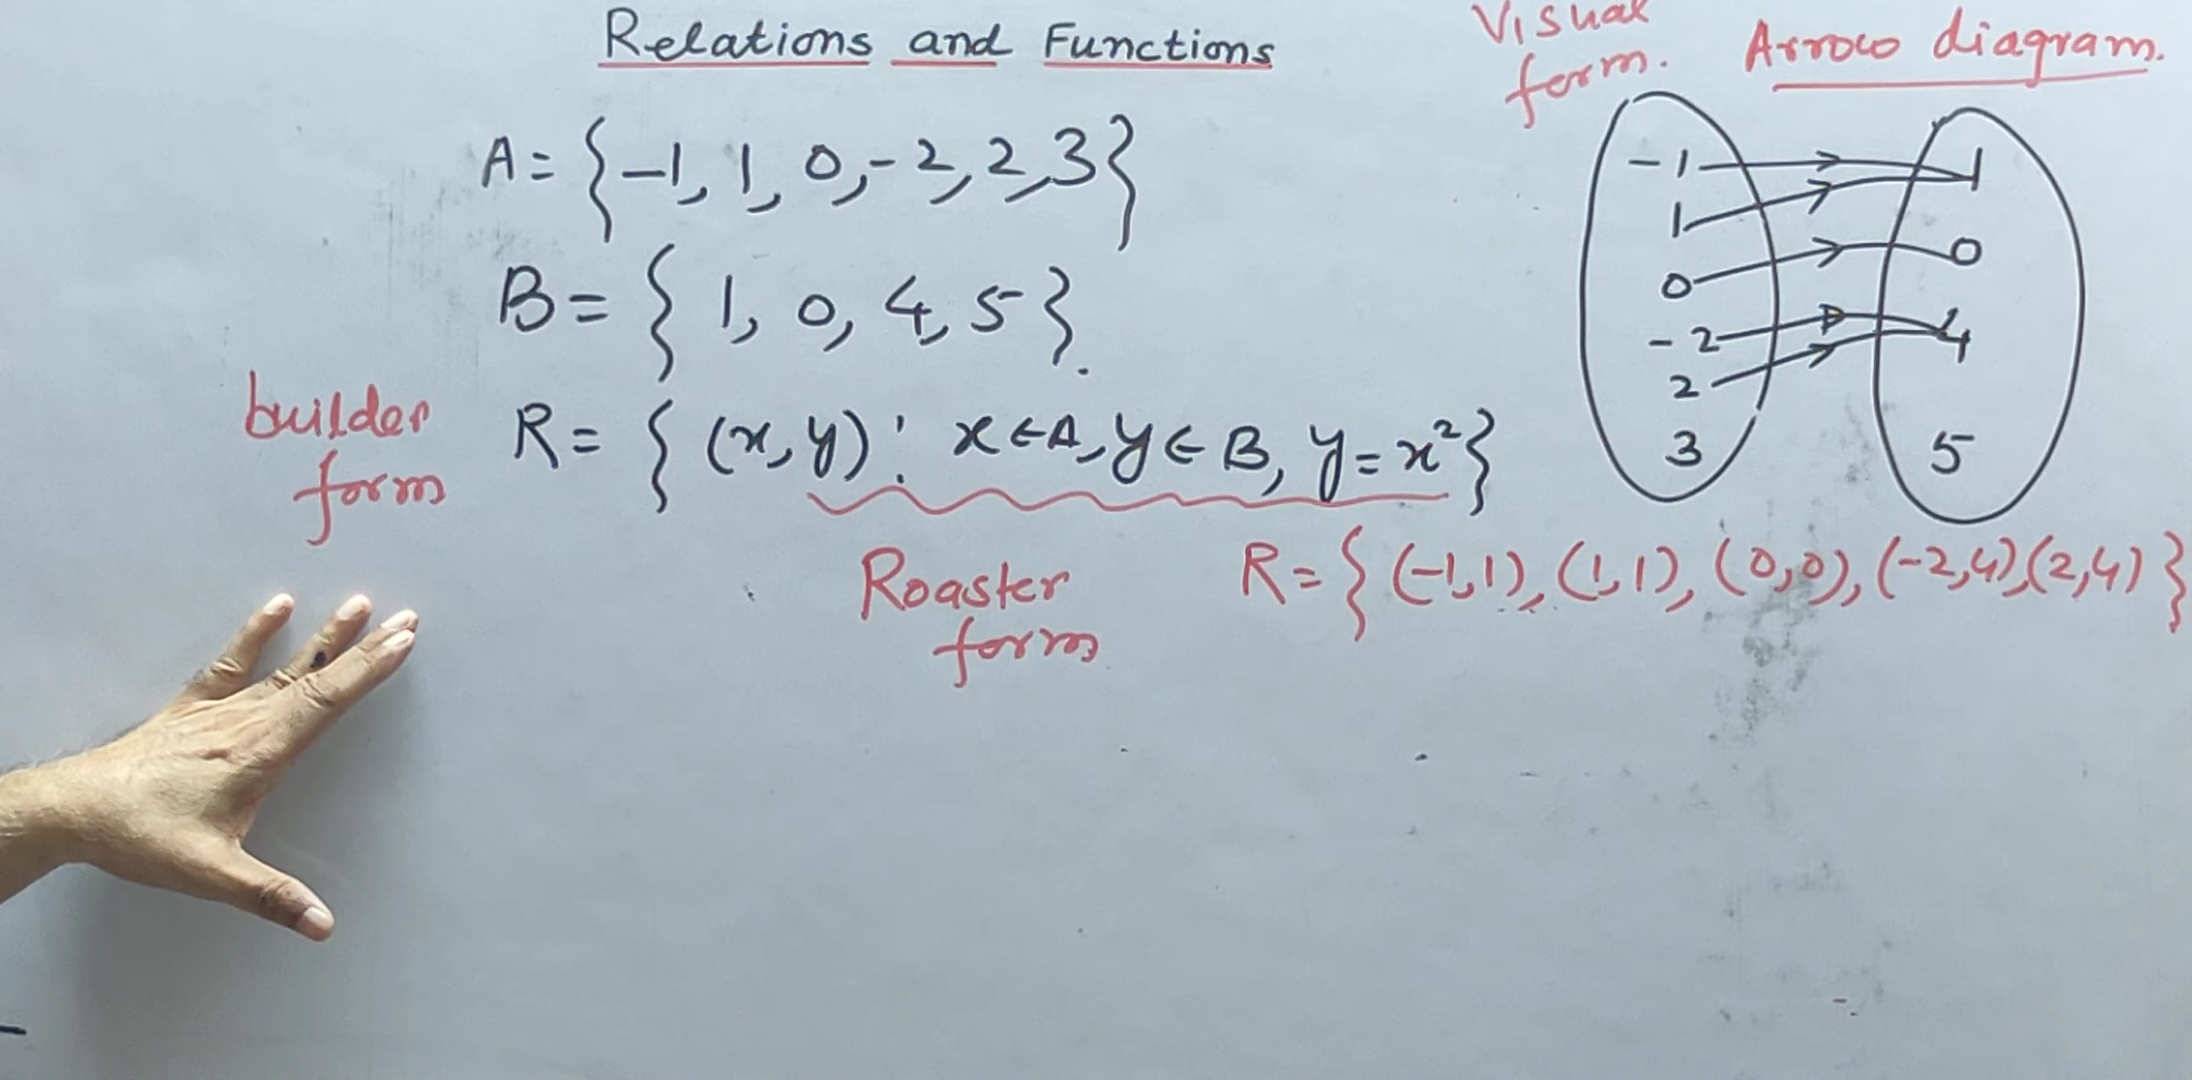 Relations and Functions
Visual form.
Arrow diagram.
A = {-1, 1, 0, -2, 2, 3}
B = { 1, 0, 4, 5 }.
builder form
R = { (x, y) : x ∈ A, y ∈ B, y = x² }
-1 1
1 0
0 4
-2 5
2
3
Roaster form
R = { (-1,1), (1,1), (0,0), (-2,4), (2,4) }